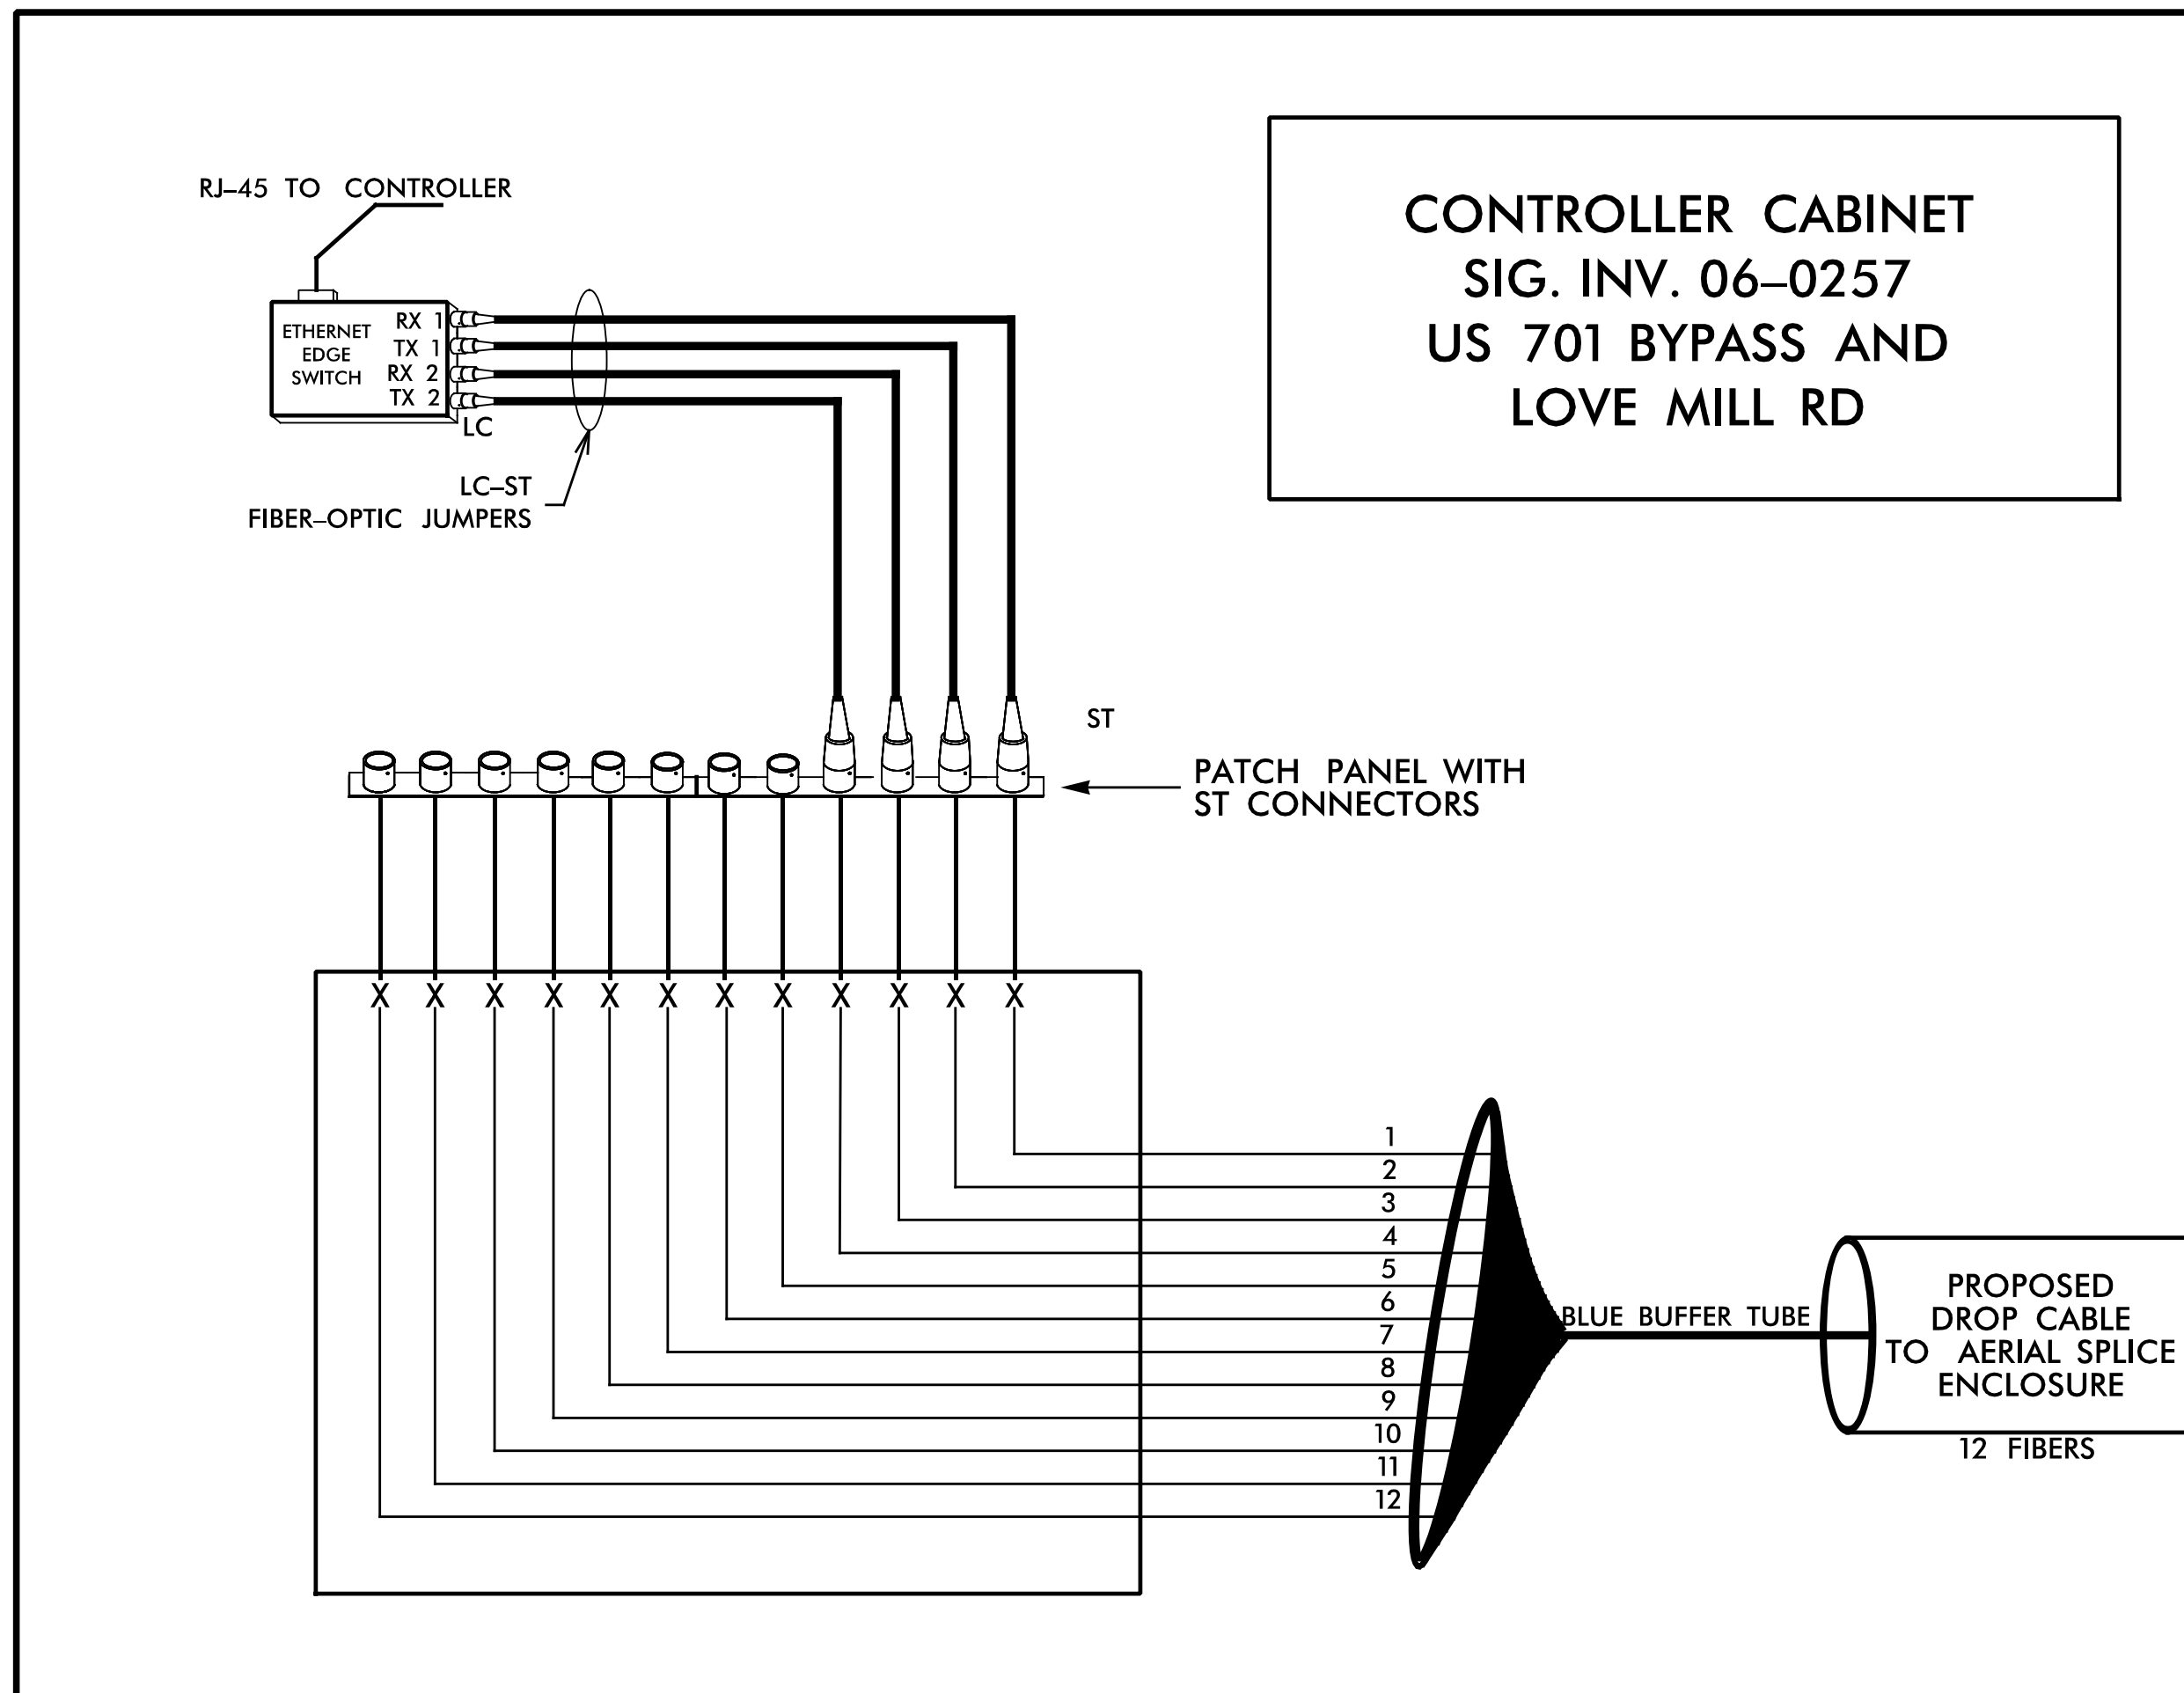 RJ–45 TO CONTROLLER
CONTROLLER CABINET
SIG. INV. 06–0257
US 701 BYPASS AND
LOVE MILL RD
ETHERNET
EDGE
SWITCH
RX 1
TX 1
RX 2
TX 2
LC
LC–ST
FIBER–OPTIC JUMPERS
ST
PATCH PANEL WITH
ST CONNECTORS
X X X X X X X X X X X X
1
2
3
4
5
6
7
8
9
10
11
12
BLUE BUFFER TUBE
PROPOSED
DROP CABLE
TO AERIAL SPLICE
ENCLOSURE
12 FIBERS